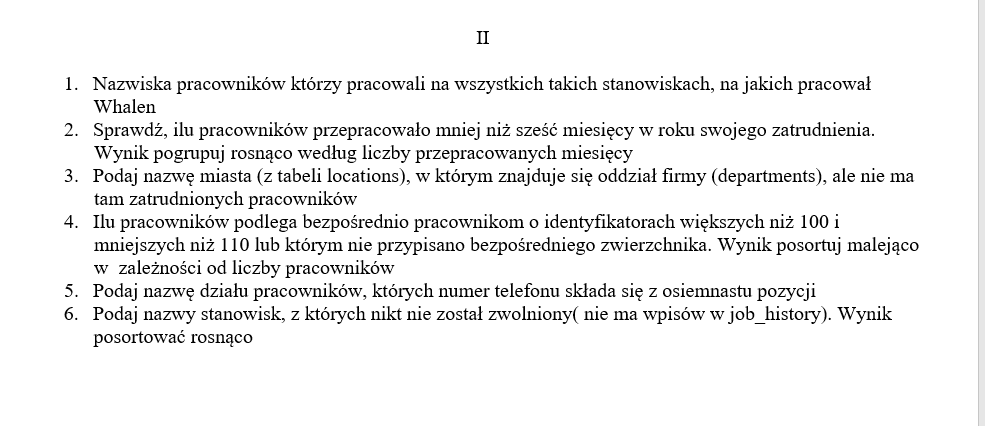 II
1. Nazwiska pracowników którzy pracowali na wszystkich takich stanowiskach, na jakich pracował
Whalen
2. Sprawdź, ilu pracowników przepracowało mniej niż sześć miesięcy w roku swojego zatrudnienia.
Wynik pogrupuj rosnąco według liczby przepracowanych miesięcy
3. Podaj nazwę miasta (z tabeli locations), w którym znajduje się oddział firmy (departments), ale nie ma
tam zatrudnionych pracowników
4. Ilu pracowników podlega bezpośrednio pracownikom o identyfikatorach większych niż 100 i
mniejszych niż 110 lub którym nie przypisano bezpośredniego zwierzchnika. Wynik posortuj malejąco
w zależności od liczby pracowników
5. Podaj nazwę działu pracowników, których numer telefonu składa się z osiemnastu pozycji
6. Podaj nazwy stanowisk, z których nikt nie został zwolniony( nie ma wpisów w job_history). Wynik
posortować rosnąco